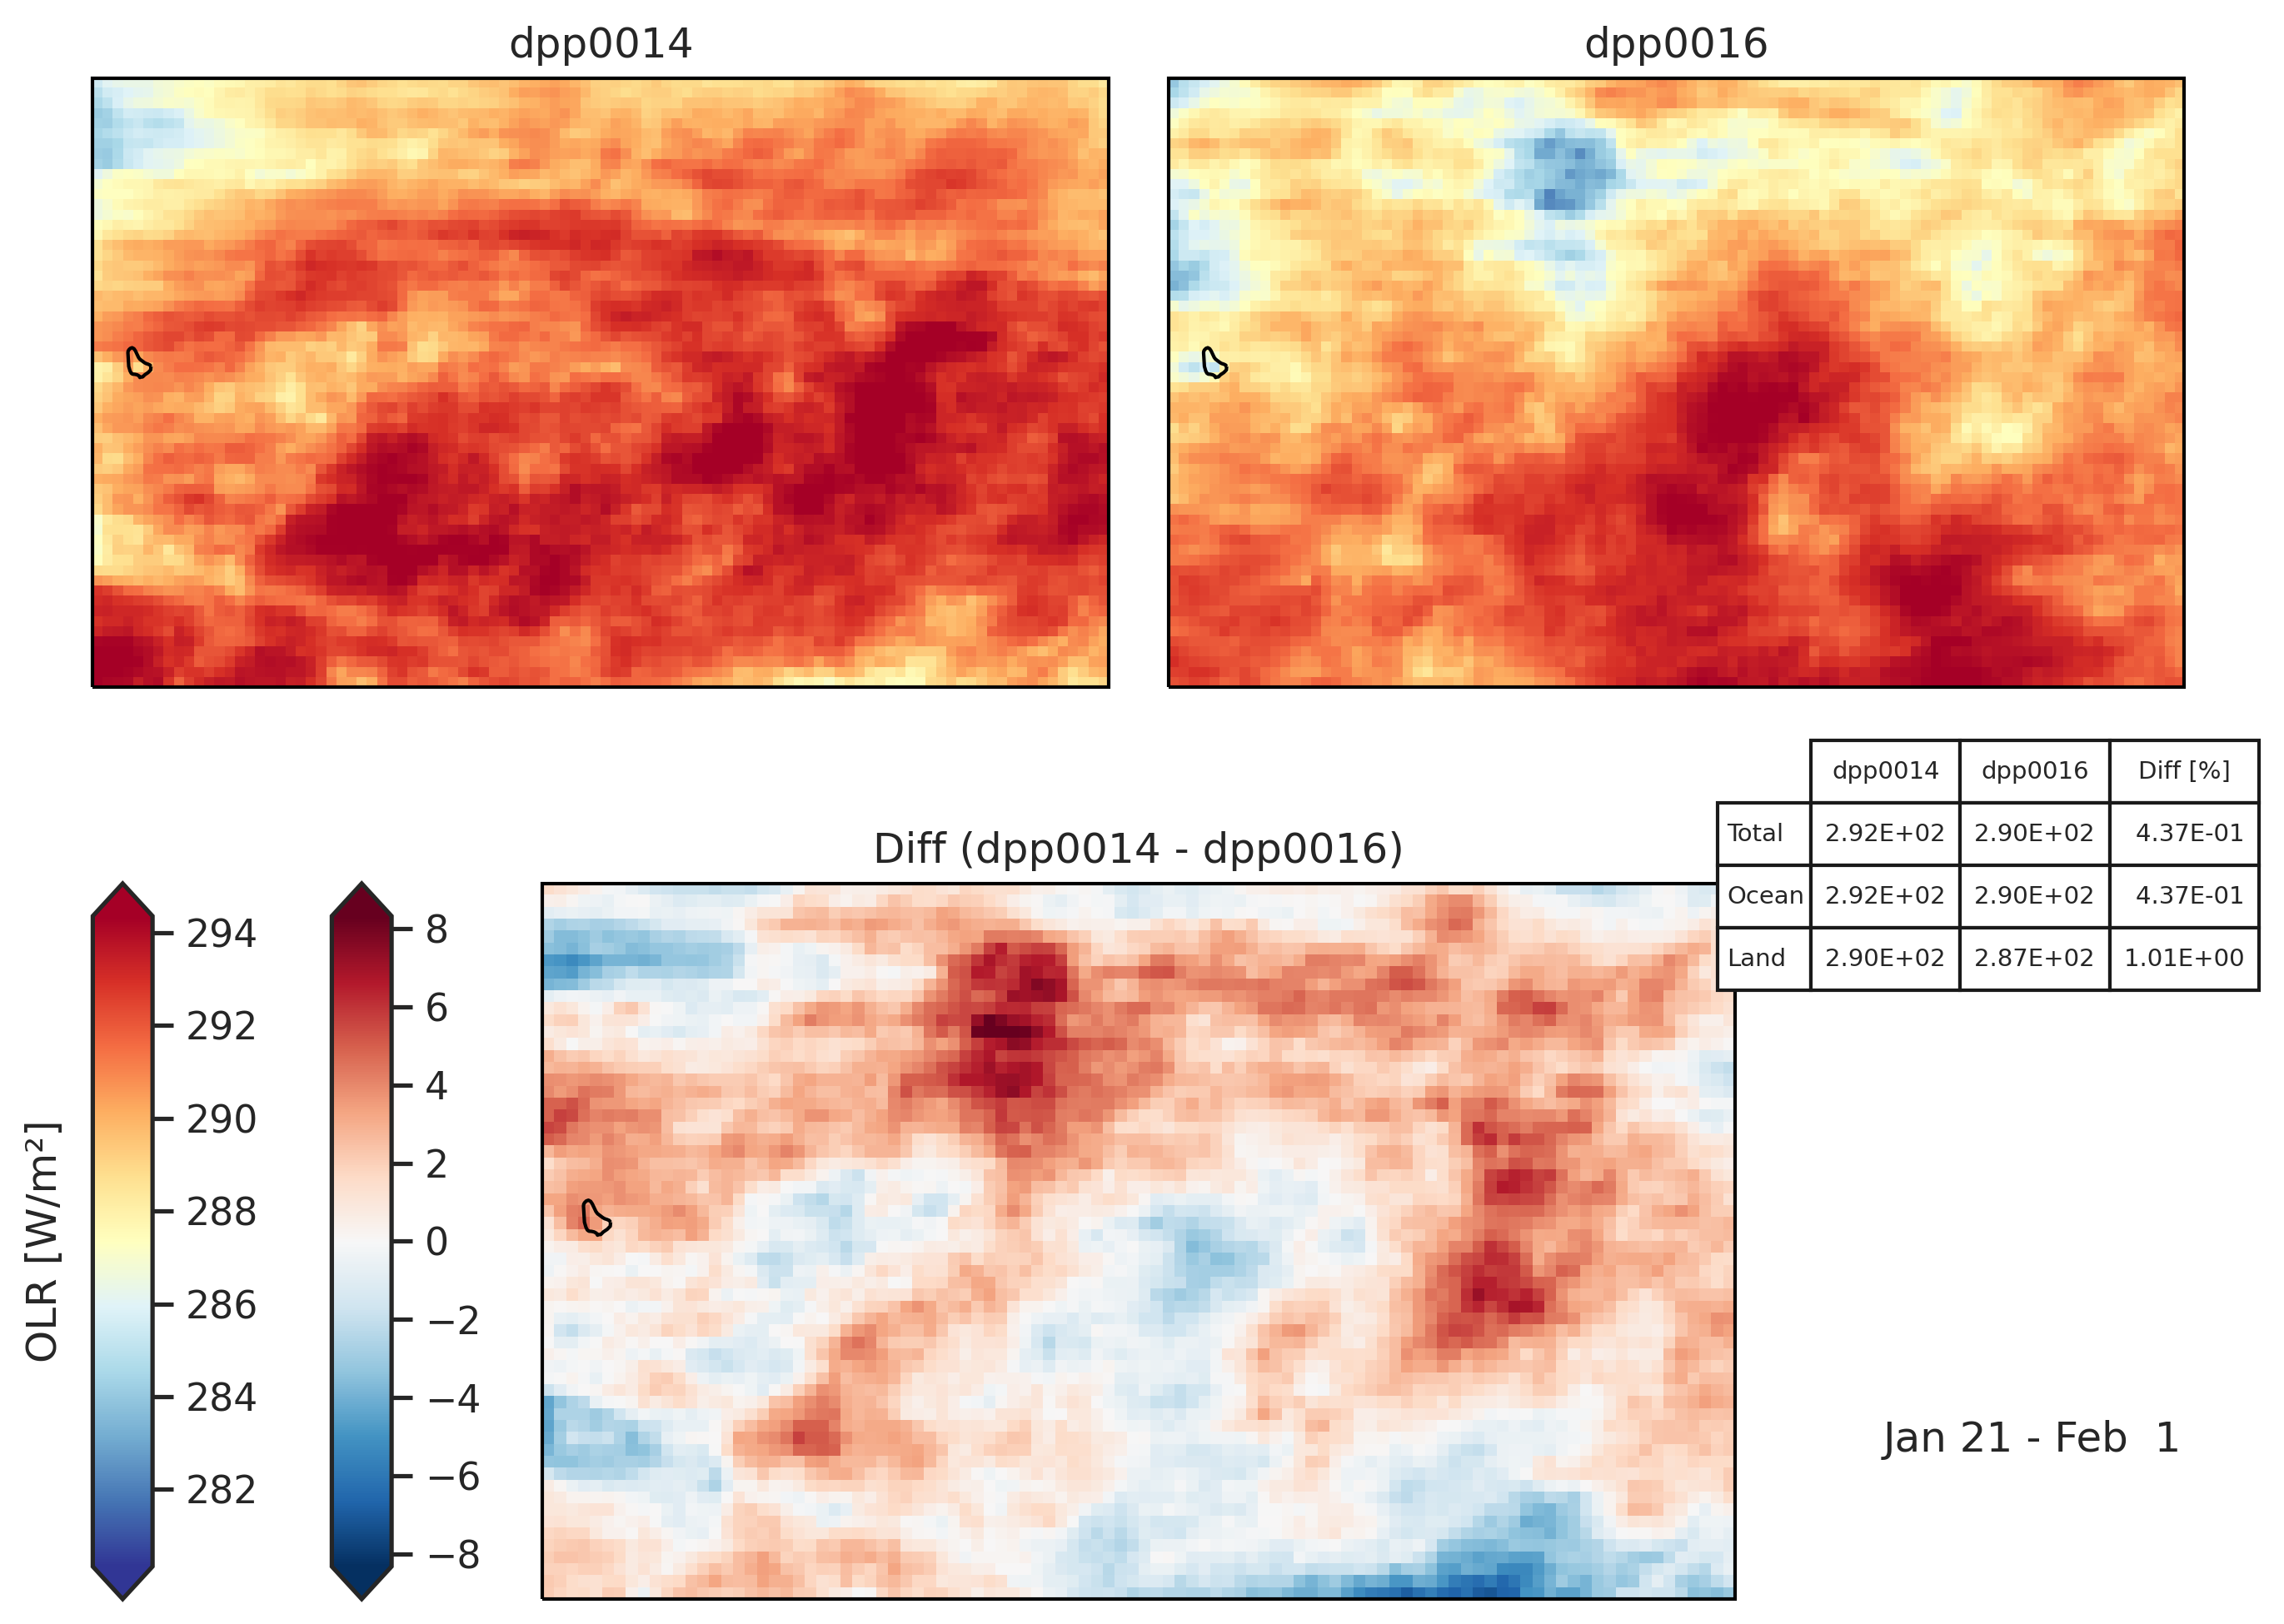 dpp0014
dpp0016
dpp0014 dpp0016 Diff [%]
Total 2.92E+02 2.90E+02 4.37E-01
Ocean 2.92E+02 2.90E+02 4.37E-01
Land 2.90E+02 2.87E+02 1.01E+00
Diff (dpp0014 - dpp0016)
OLR [W/m²]
294
292
290
288
286
284
282
8
6
4
2
0
−2
−4
−6
−8
Jan 21 - Feb  1